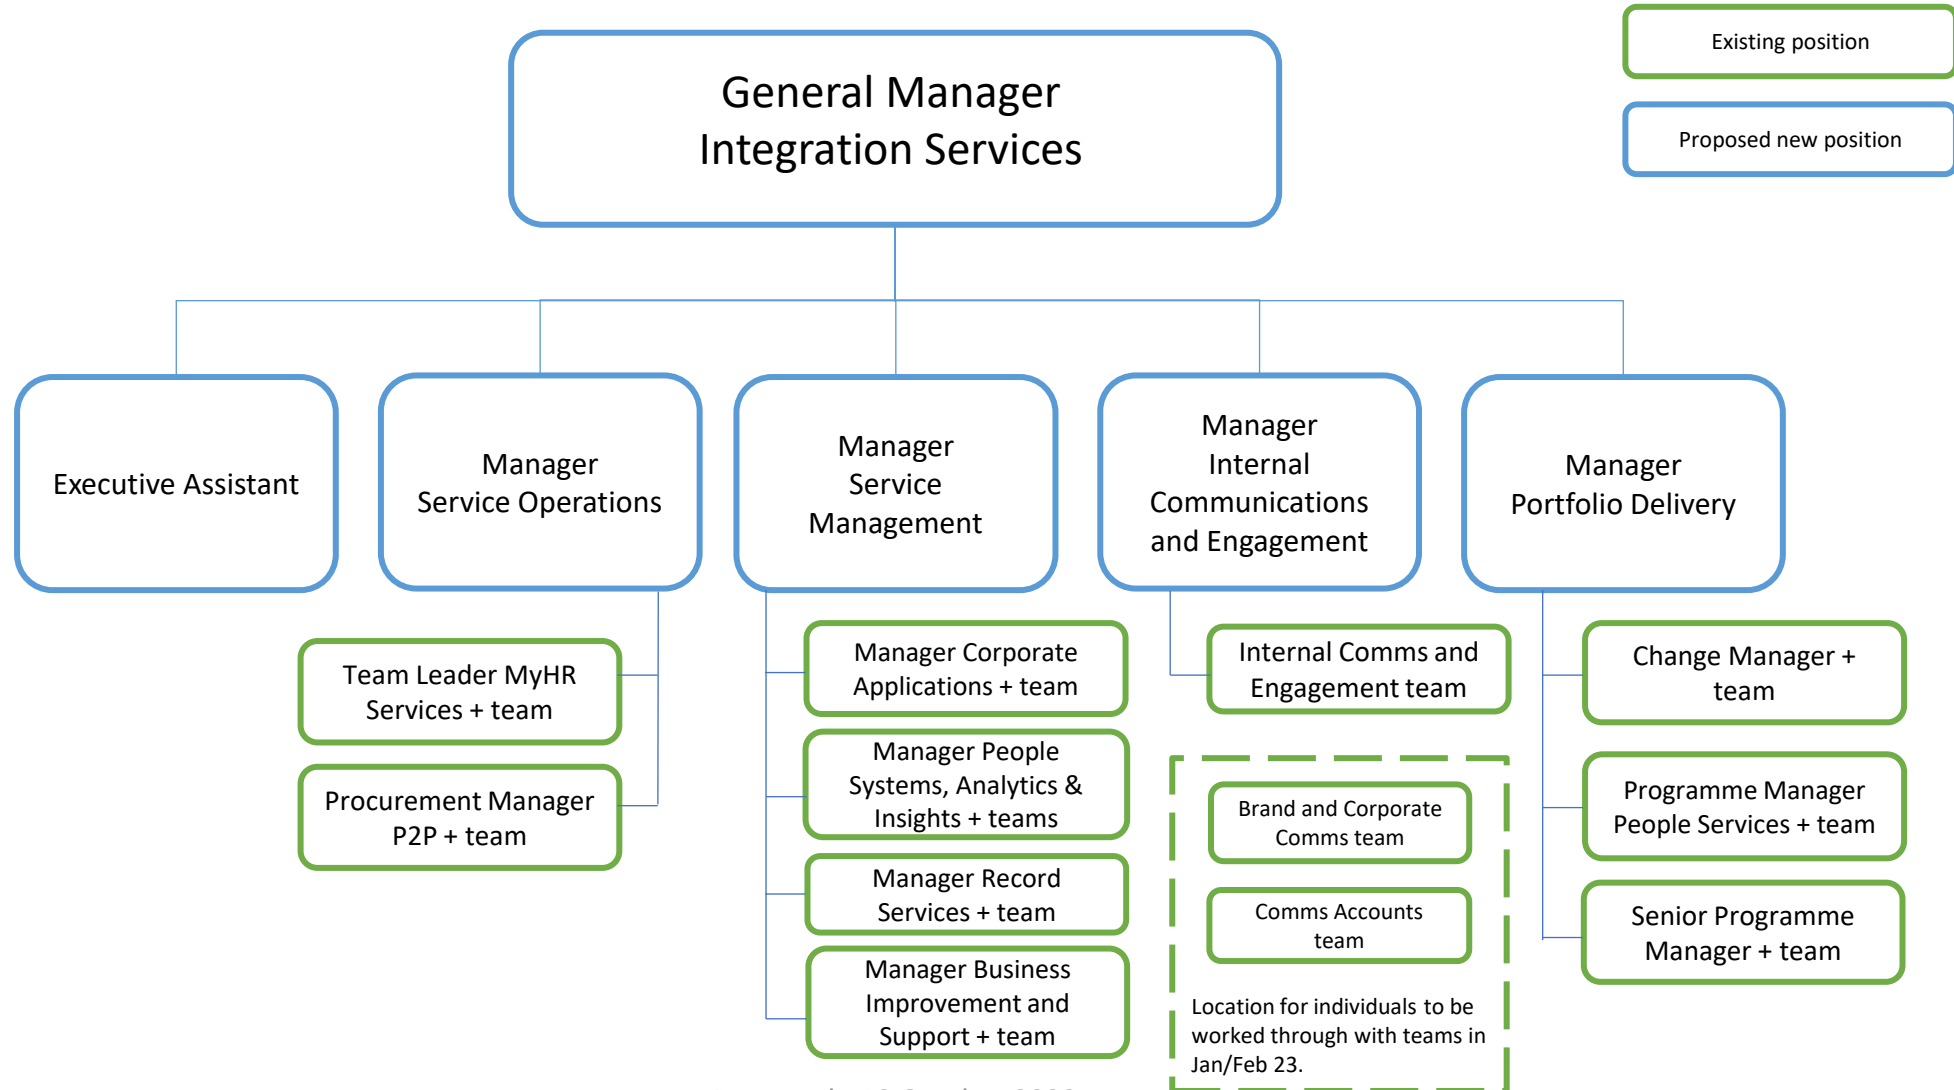 General Manager
Integration Services
Existing position
Proposed new position
Executive Assistant
Manager
Service Operations
Manager
Service
Management
Manager
Internal
Communications
and Engagement
Manager
Portfolio Delivery
Team Leader MyHR
Services + team
Procurement Manager
P2P + team
Manager Corporate
Applications + team
Manager People
Systems, Analytics &
Insights + teams
Manager Record
Services + team
Manager Business
Improvement and
Support + team
Internal Comms and
Engagement team
Brand and Corporate
Comms team
Comms Accounts
team
Location for individuals to be
worked through with teams in
Jan/Feb 23.
Change Manager +
team
Programme Manager
People Services + team
Senior Programme
Manager + team